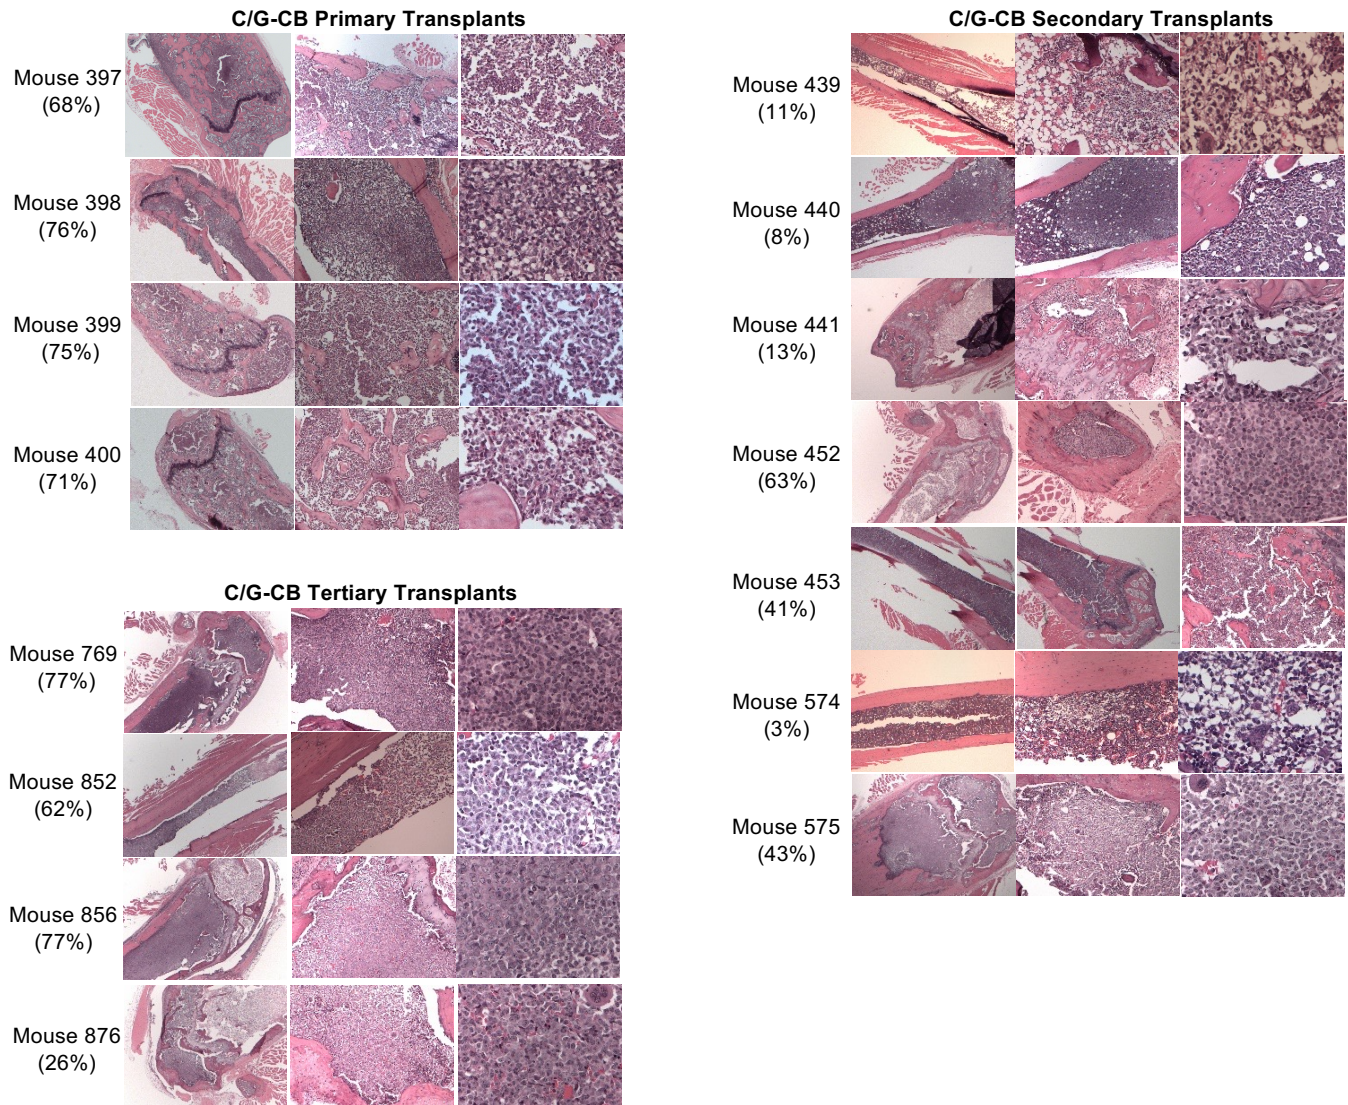 C/G-CB Primary Transplants
Mouse 397
(68%)
Mouse 398
(76%)
Mouse 399
(75%)
Mouse 400
(71%)
C/G-CB Tertiary Transplants
Mouse 769
(77%)
Mouse 852
(62%)
Mouse 856
(77%)
Mouse 876
(26%)
C/G-CB Secondary Transplants
Mouse 439
(11%)
Mouse 440
(8%)
Mouse 441
(13%)
Mouse 452
(63%)
Mouse 453
(41%)
Mouse 574
(3%)
Mouse 575
(43%)